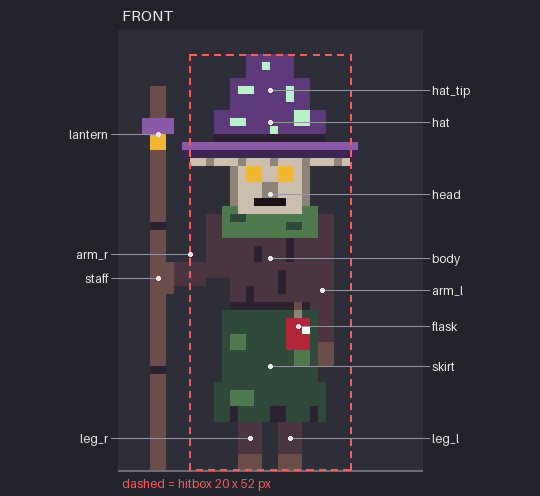 FRONT
hat_tip
hat
lantern
head
arm_r
body
staff
arm_l
flask
skirt
leg_r
leg_l
dashed = hitbox 20 x 52 px